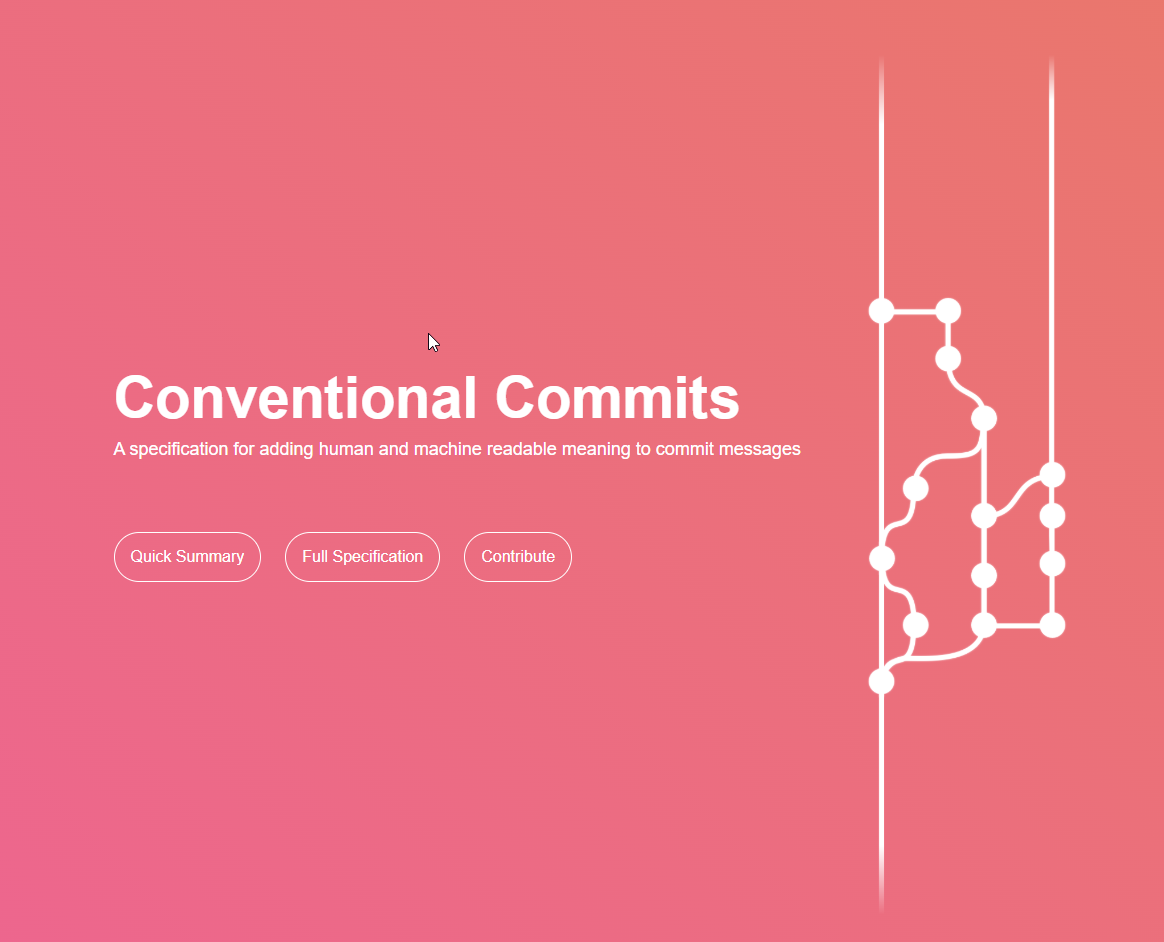 Conventional Commits
A specification for adding human and machine readable meaning to commit messages
Quick Summary
Full Specification
Contribute